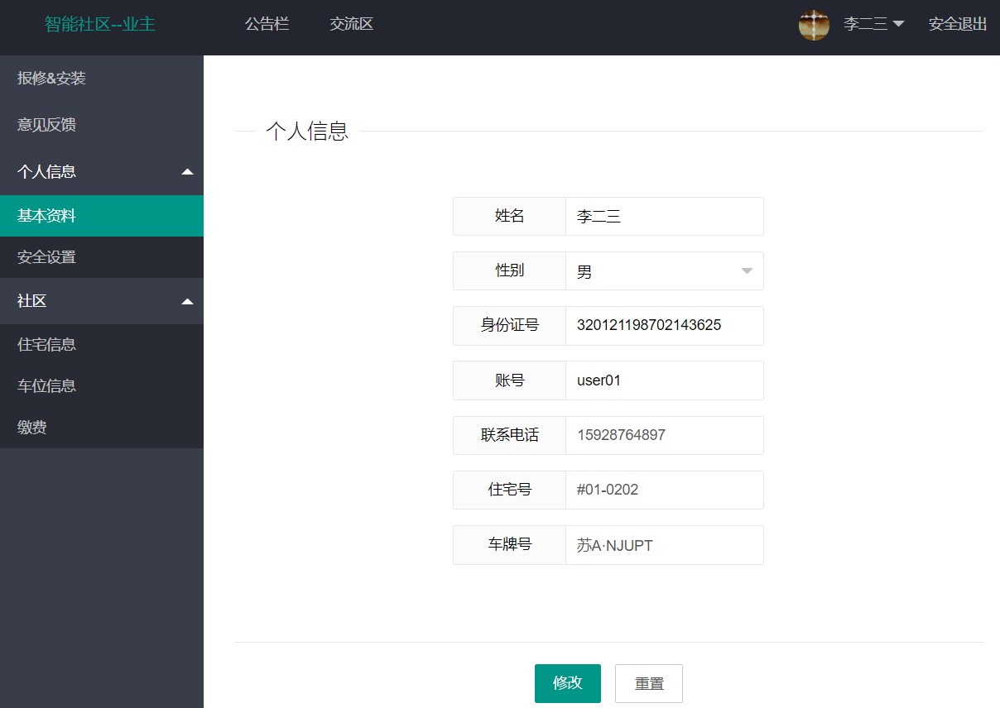 智能社区--业主 公告栏 交流区 李二三 安全退出
报修&安装
意见反馈
个人信息
基本资料
安全设置
社区
住宅信息
车位信息
缴费
个人信息
姓名 李二三
性别 男
身份证号 320121198702143625
账号 user01
联系电话 15928764897
住宅号 #01-0202
车牌号 苏A·NJUPT
修改 重置